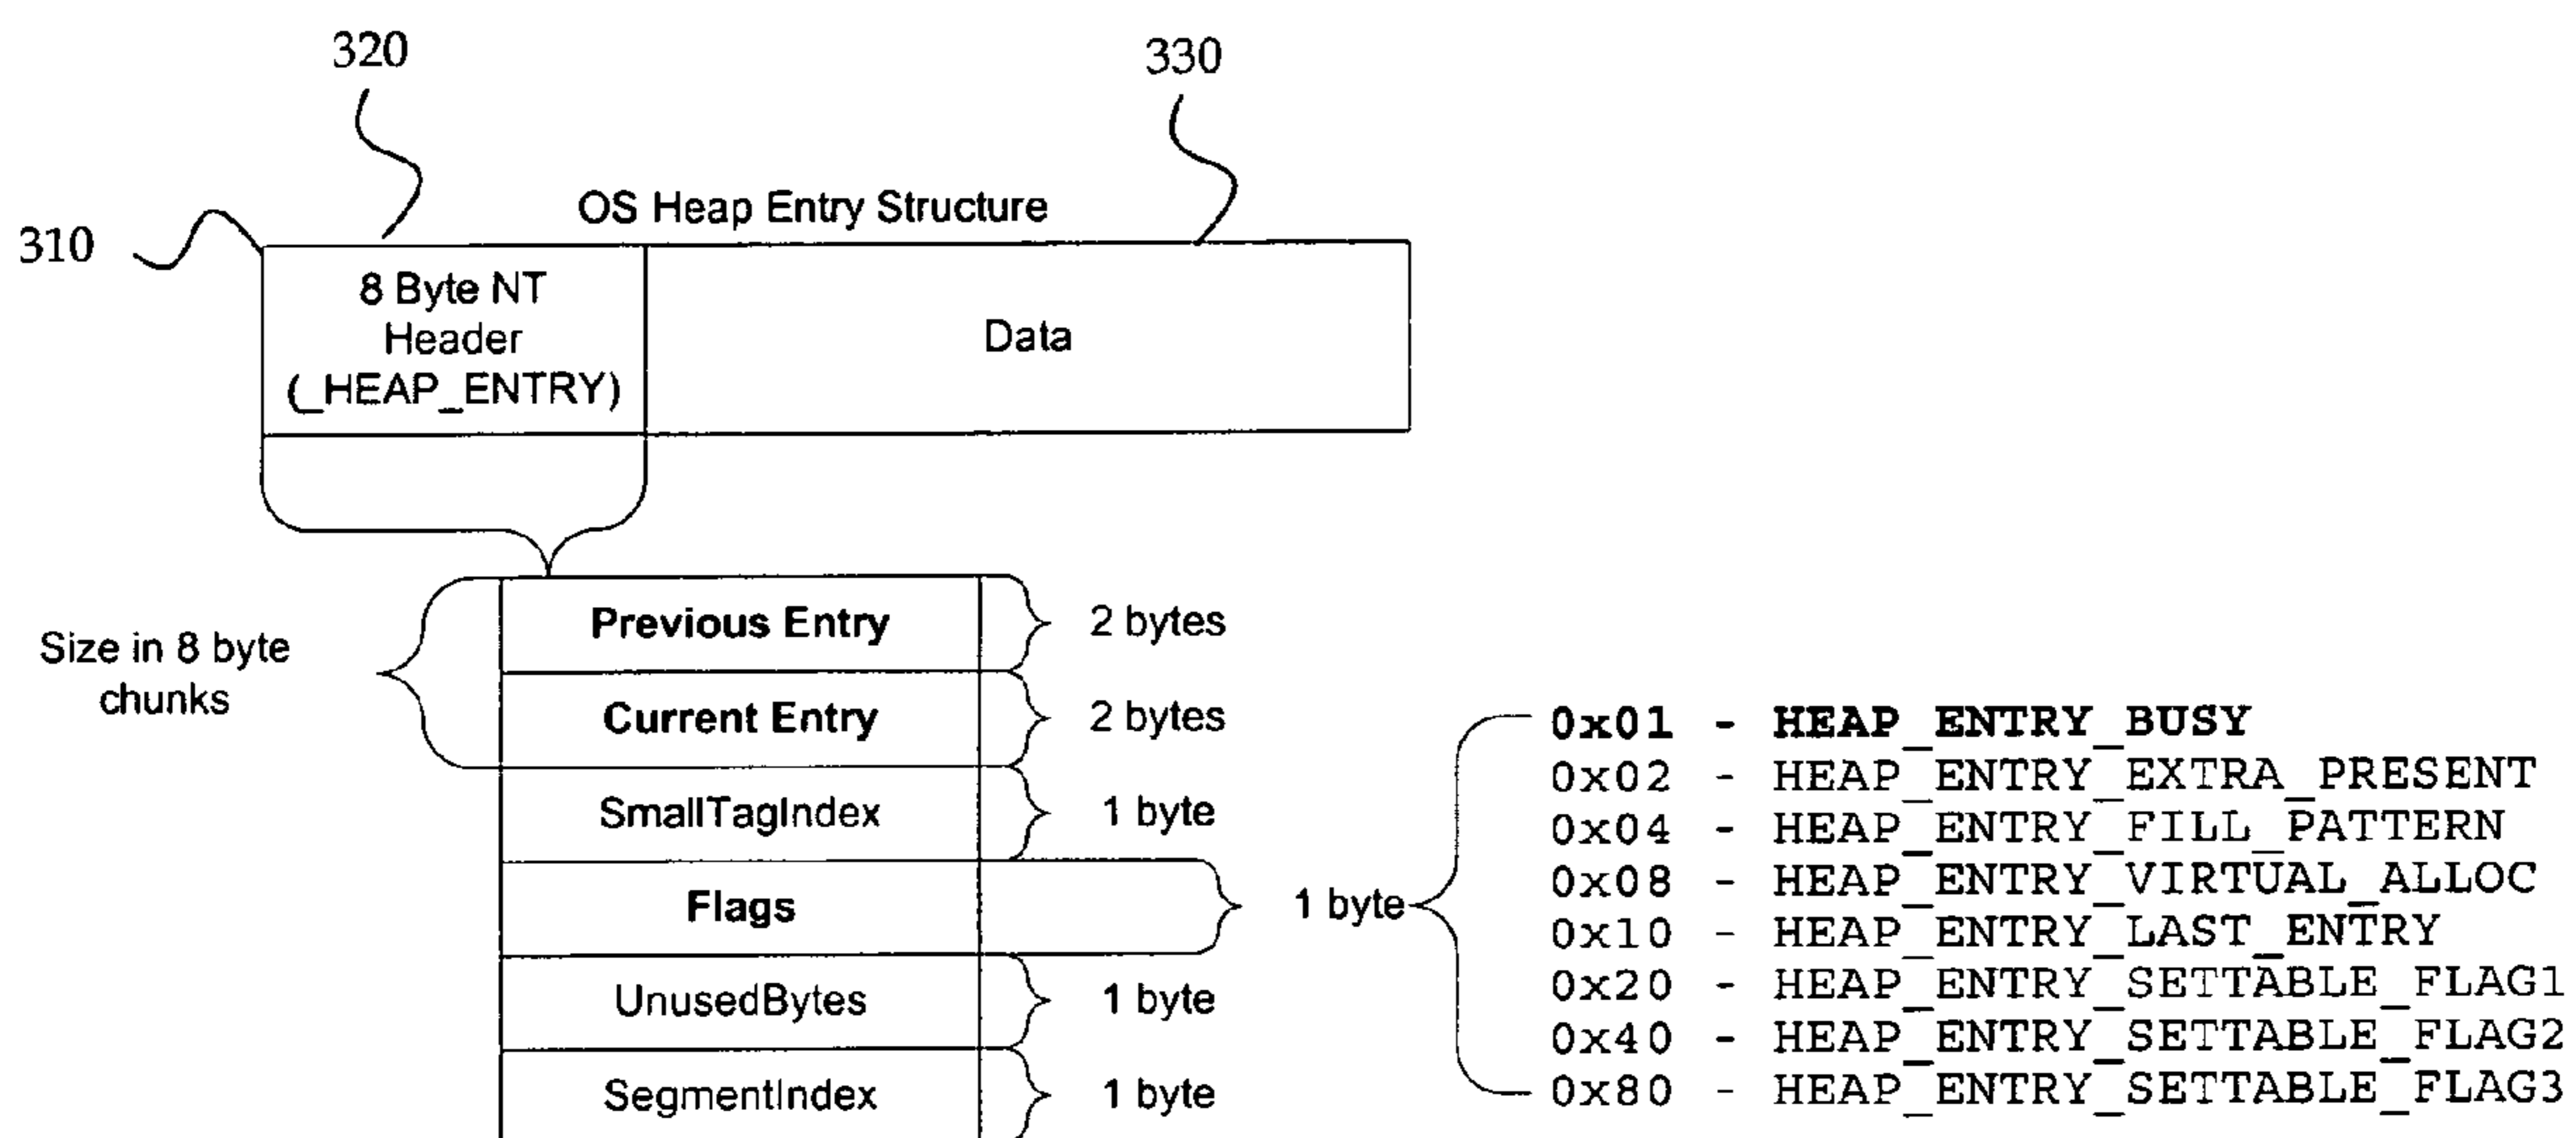 320
330
OS Heap Entry Structure
310
8 Byte NT
Header
(_HEAP_ENTRY)
Data
Size in 8 byte
chunks
Previous Entry
2 bytes
Current Entry
2 bytes
SmallTagIndex
1 byte
Flags
1 byte
UnusedBytes
1 byte
SegmentIndex
1 byte
0x01 - HEAP_ENTRY_BUSY
0x02 - HEAP_ENTRY_EXTRA_PRESENT
0x04 - HEAP_ENTRY_FILL_PATTERN
0x08 - HEAP_ENTRY_VIRTUAL_ALLOC
0x10 - HEAP_ENTRY_LAST_ENTRY
0x20 - HEAP_ENTRY_SETTABLE_FLAG1
0x40 - HEAP_ENTRY_SETTABLE_FLAG2
0x80 - HEAP_ENTRY_SETTABLE_FLAG3